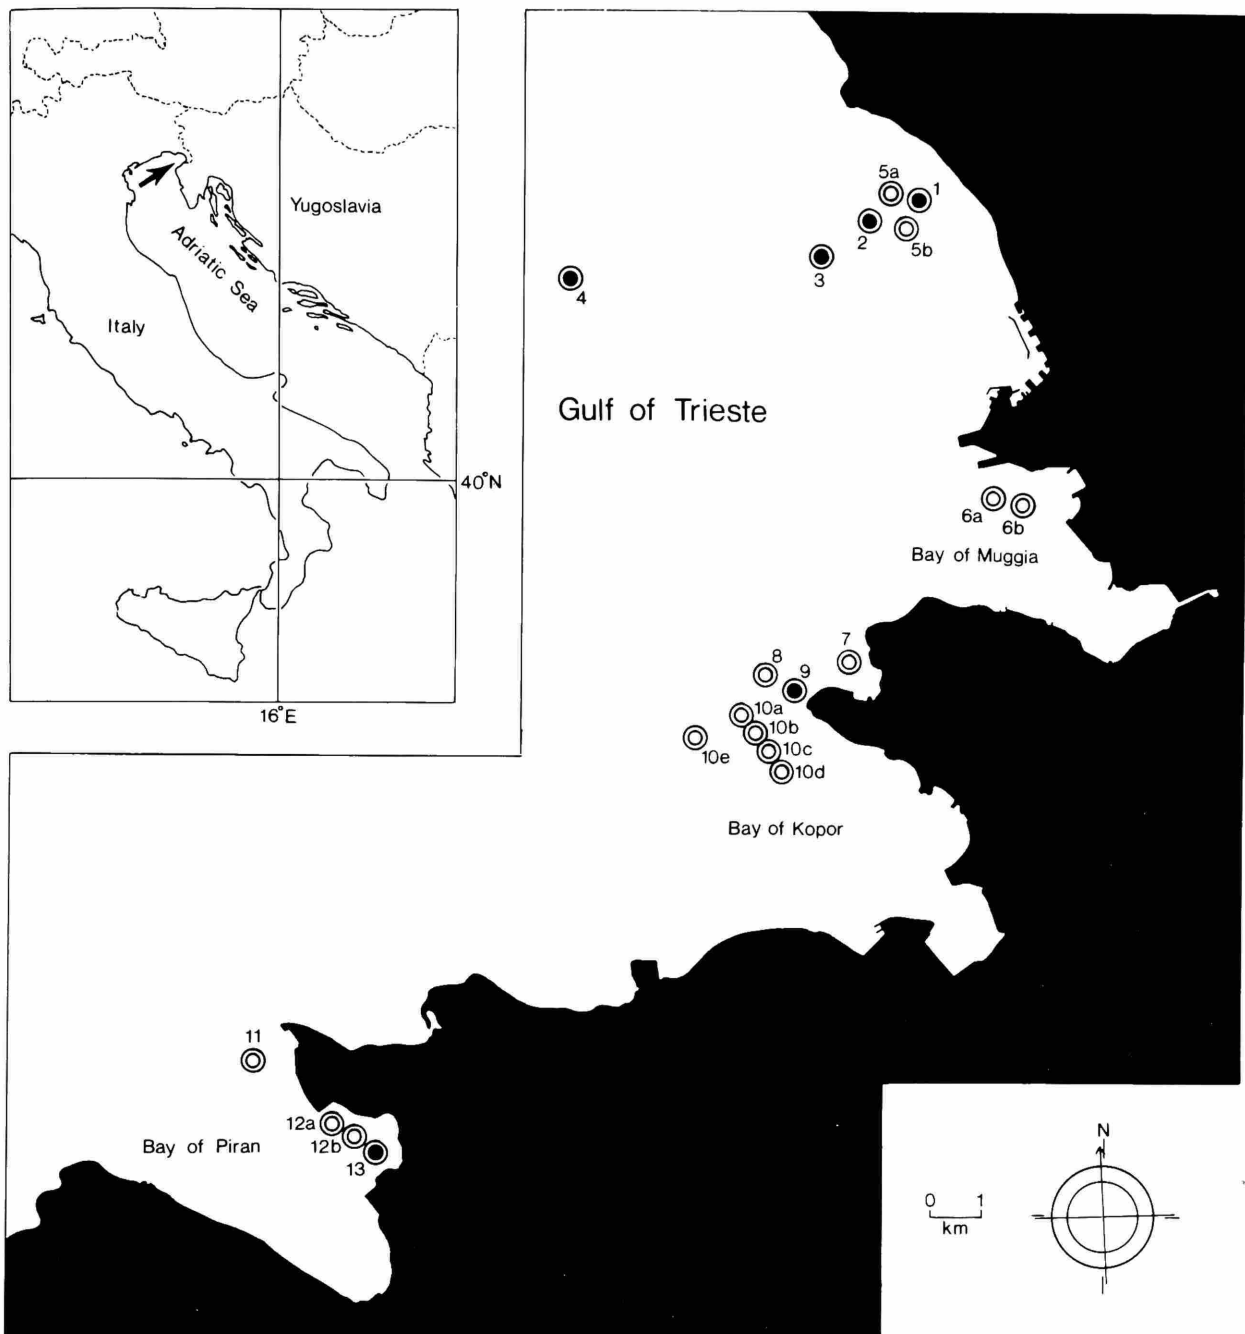 Yugoslavia
Adriatic Sea
Italy
40°N
16°E
5a
1
2
5b
3
4
Gulf of Trieste
6a
6b
Bay of Muggia
7
8
9
10a
10b
10c
10d
10e
Bay of Kopor
11
12a
12b
13
Bay of Piran
N
0 1
km